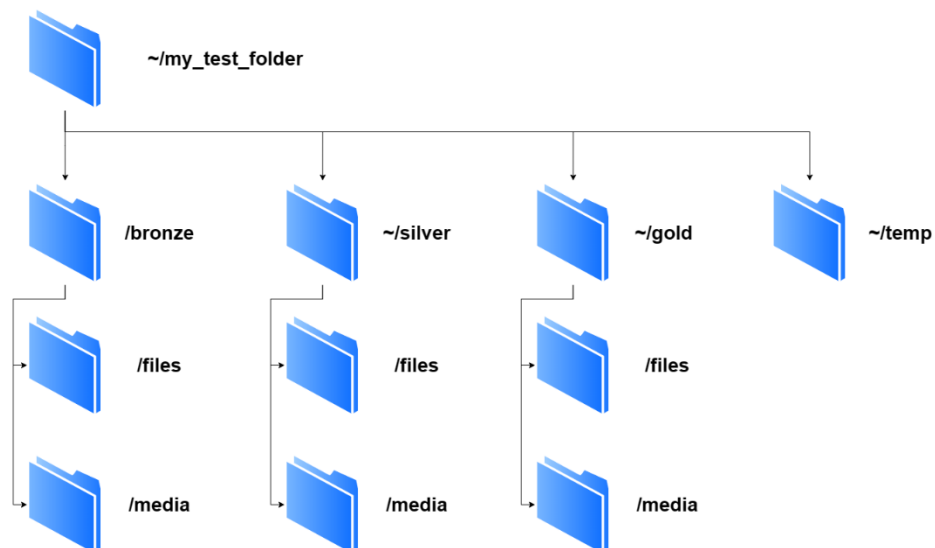 ~/my_test_folder
/bronze
~/silver
~/gold
~/temp
/files
/files
/files
/media
/media
/media